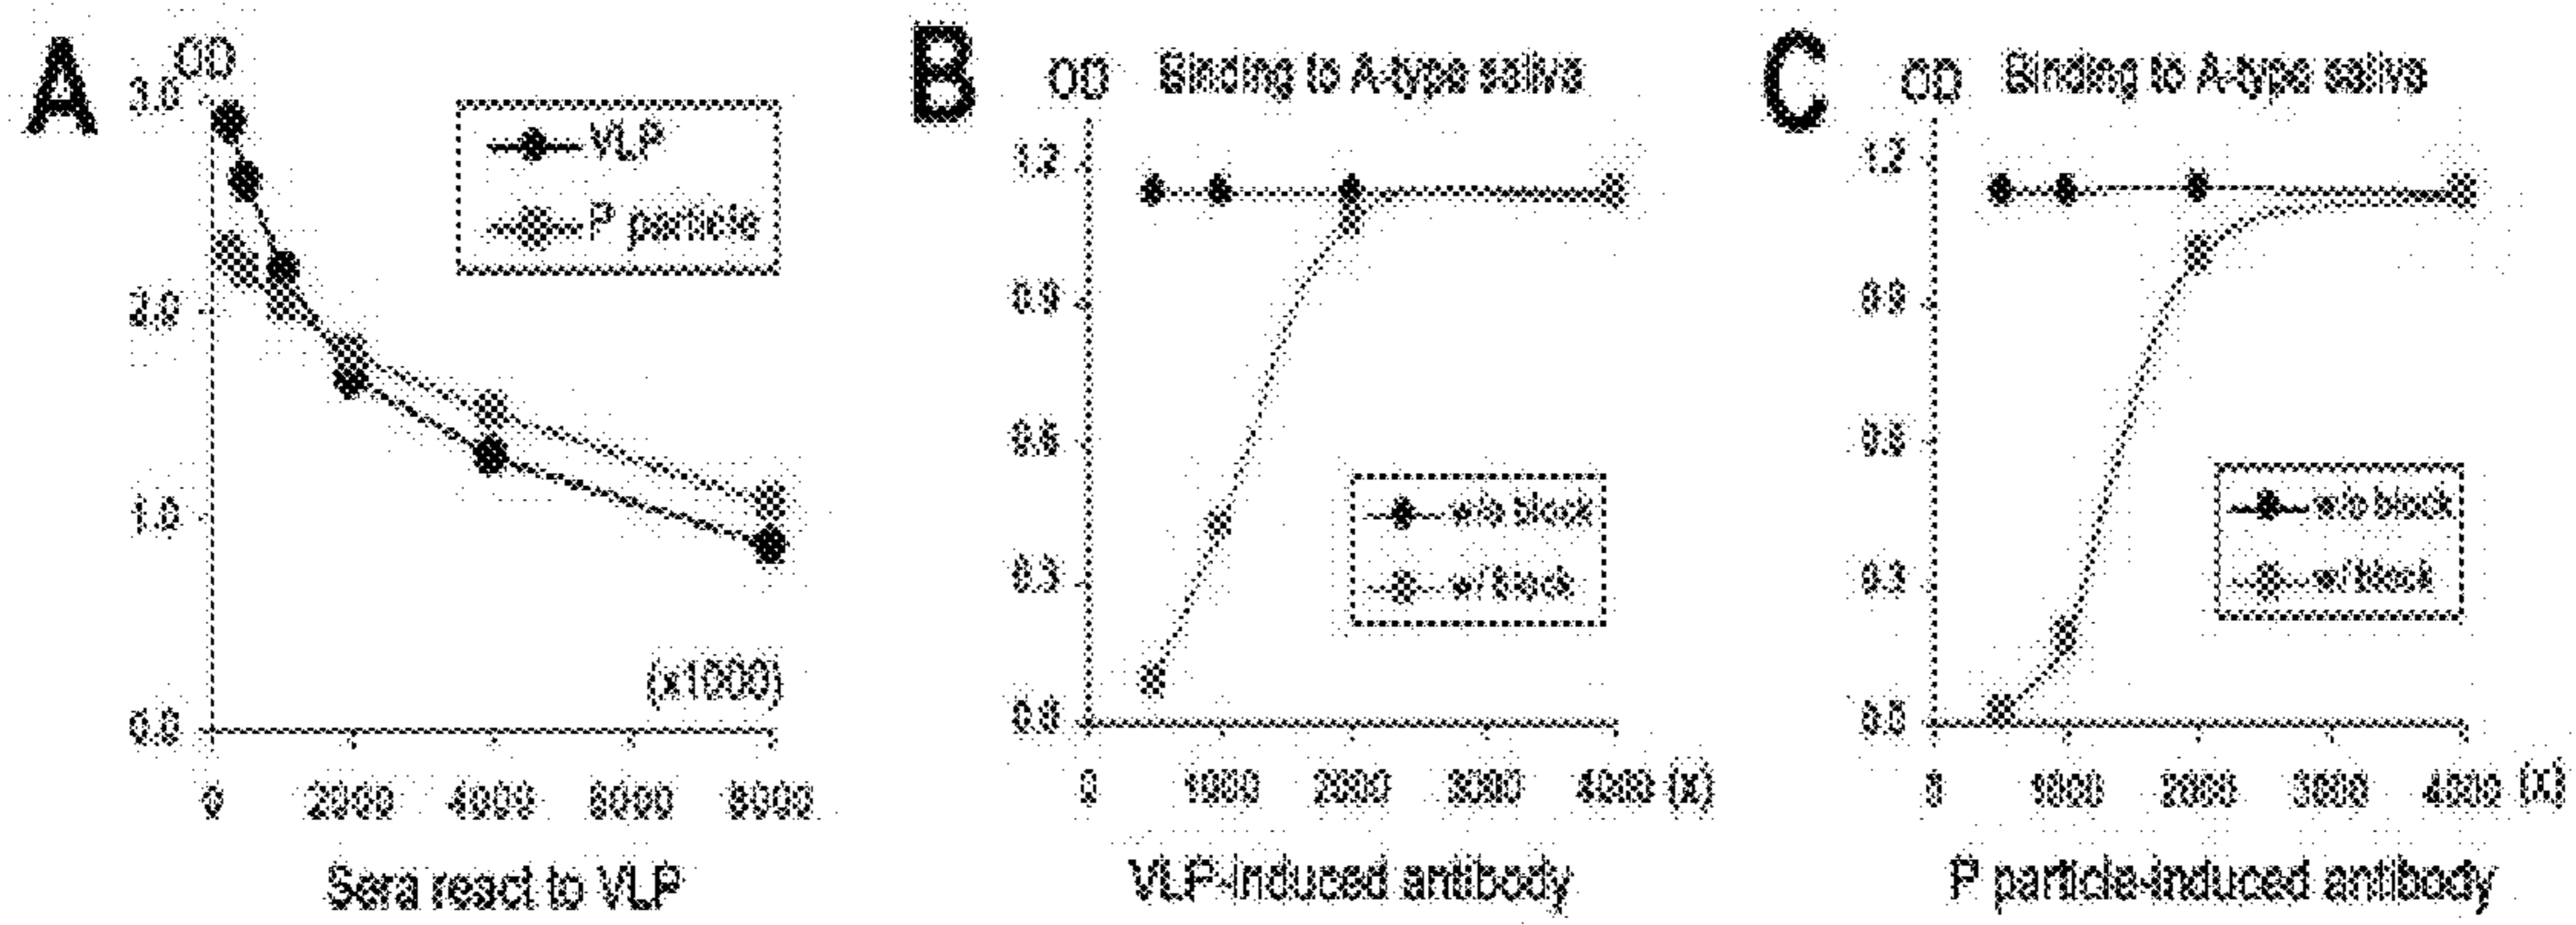 A
OD
3.0
2.0
1.0
0.0
VLP
P particle
(x1000)
0 2000 4000 6000 8000
Sera react to VLP
B
OD Binding to A-type saliva
1.2
0.9
0.6
0.3
0.0
w/o block
w/ block
0 1000 2000 3000 4000 (x)
VLP-induced antibody
C
OD Binding to A-type saliva
1.2
0.9
0.6
0.3
0.0
w/o block
w/ block
0 1000 2000 3000 4000 (x)
P particle-induced antibody